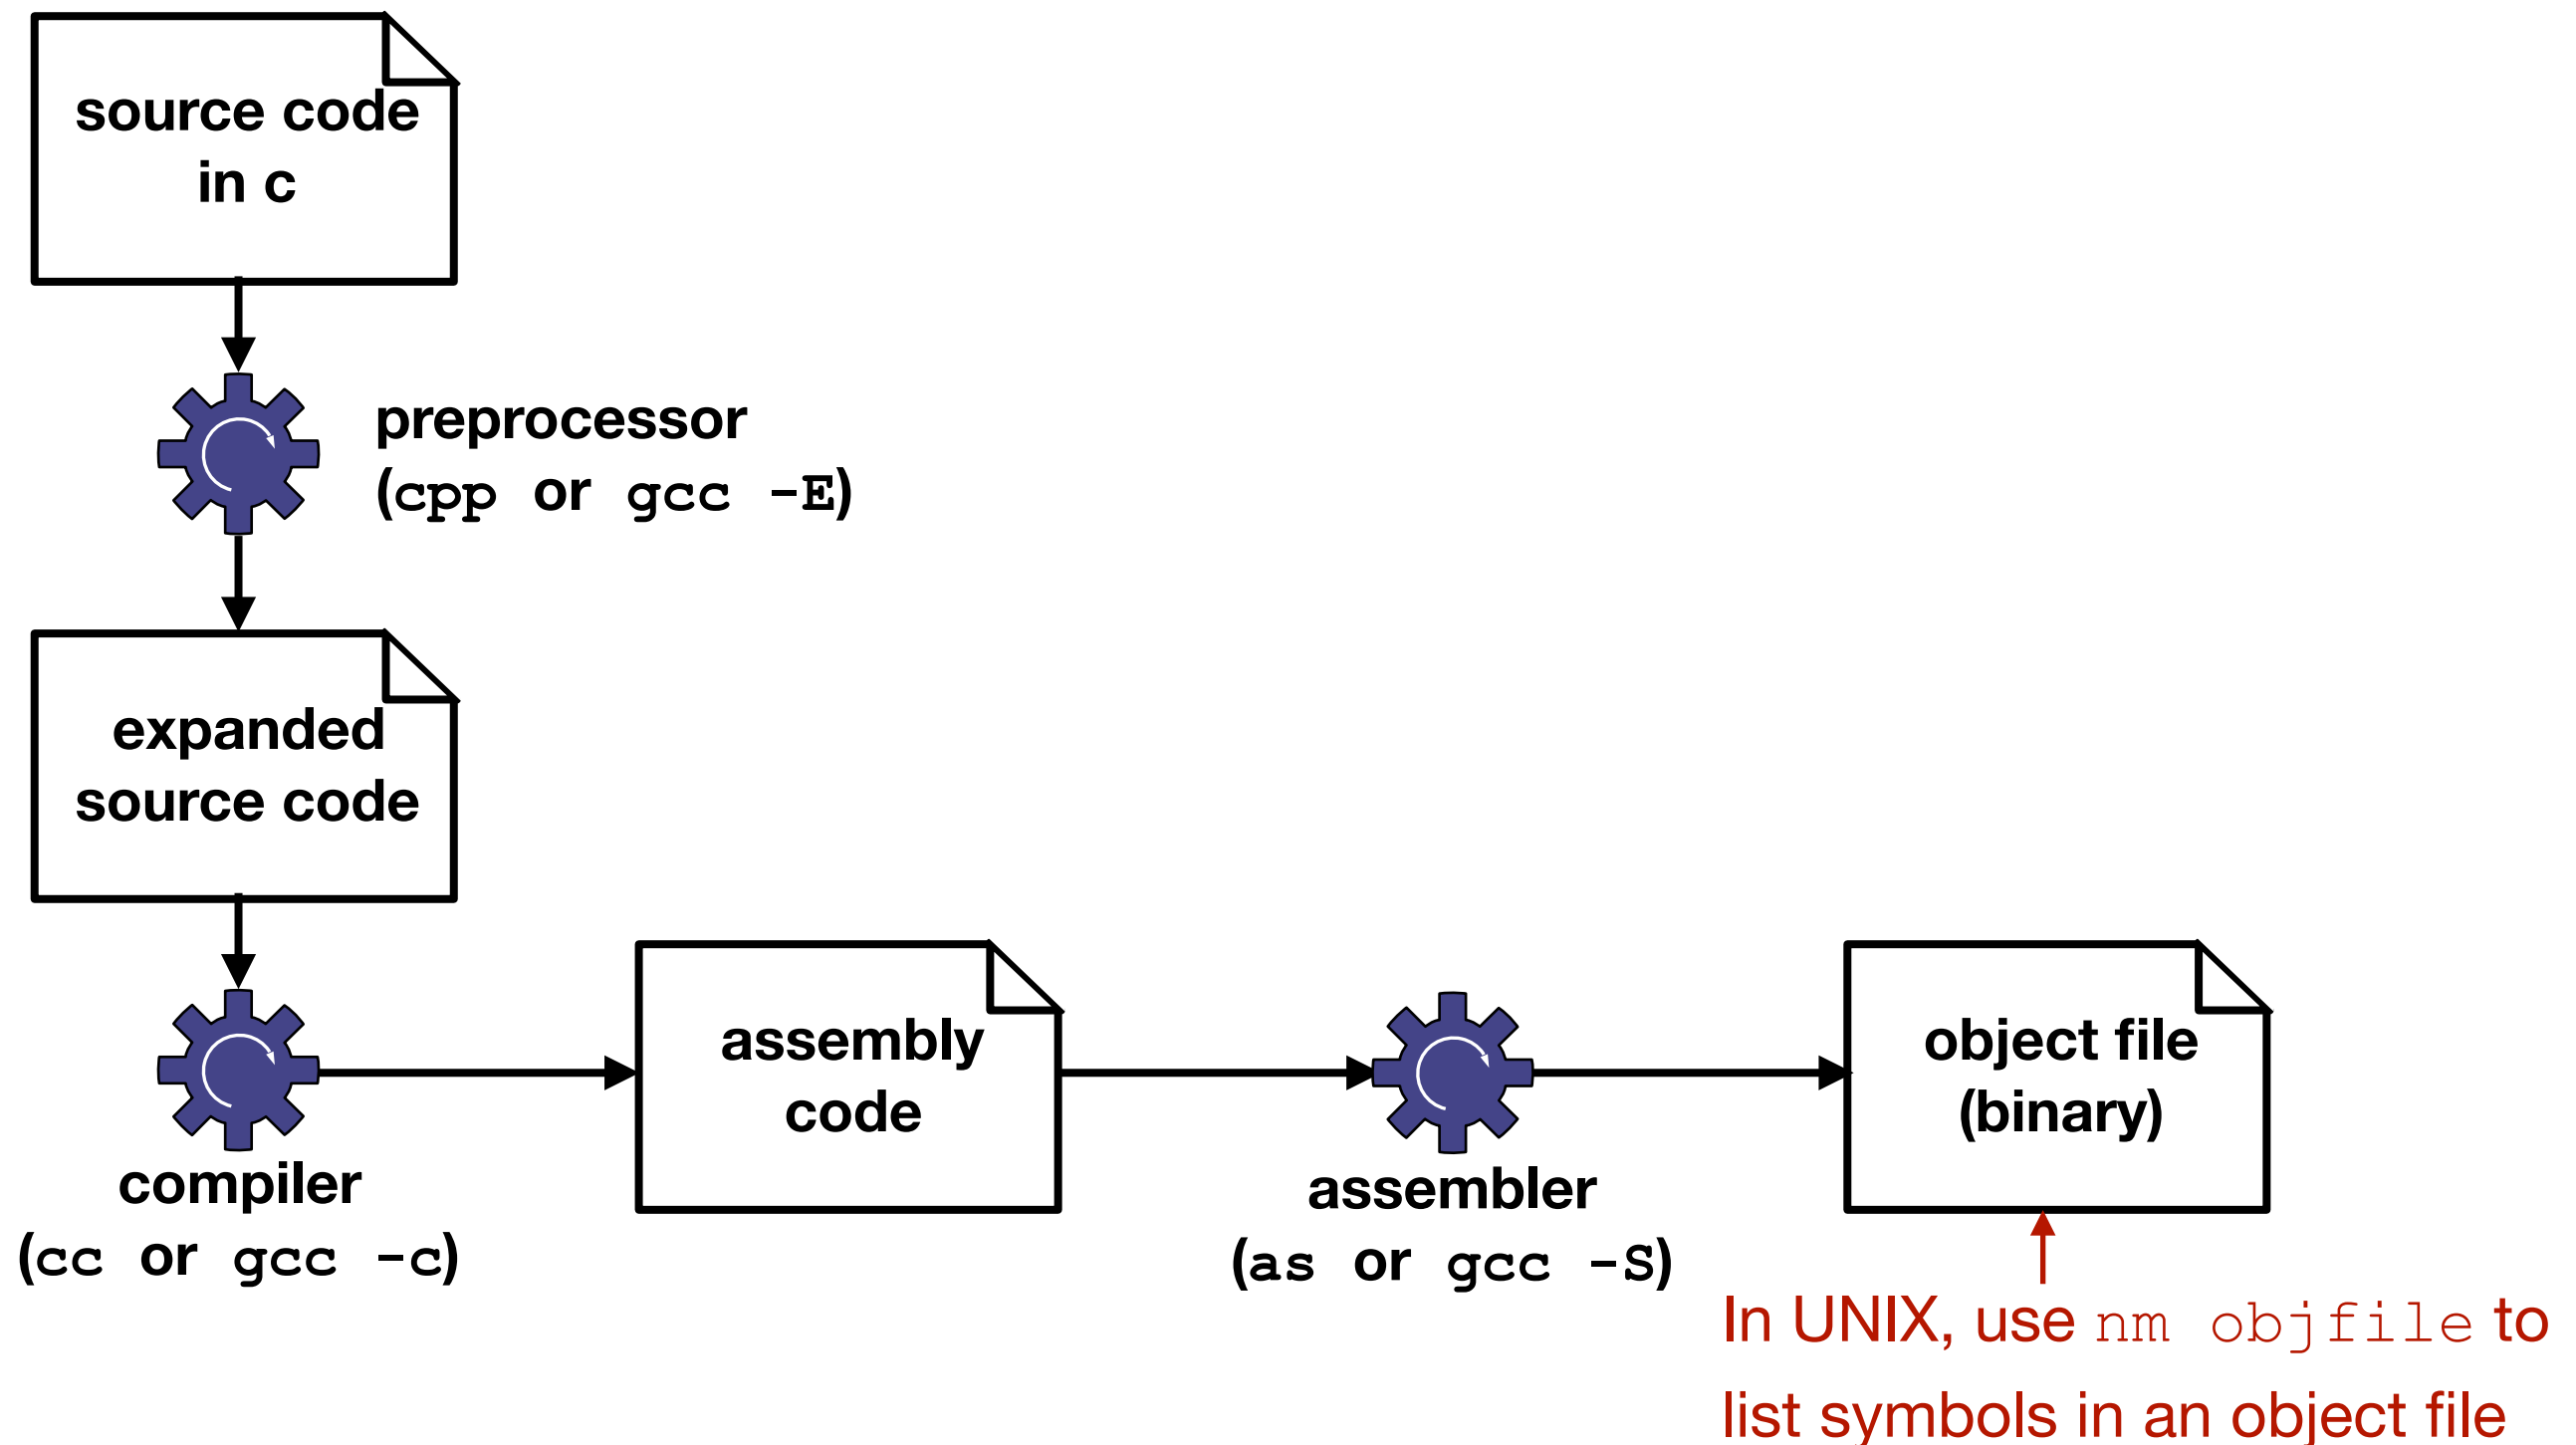 source code
in c
preprocessor
(cpp or gcc -E)
expanded
source code
compiler
(cc or gcc -c)
assembly
code
assembler
(as or gcc -S)
object file
(binary)
In UNIX, use nm objfile to
list symbols in an object file